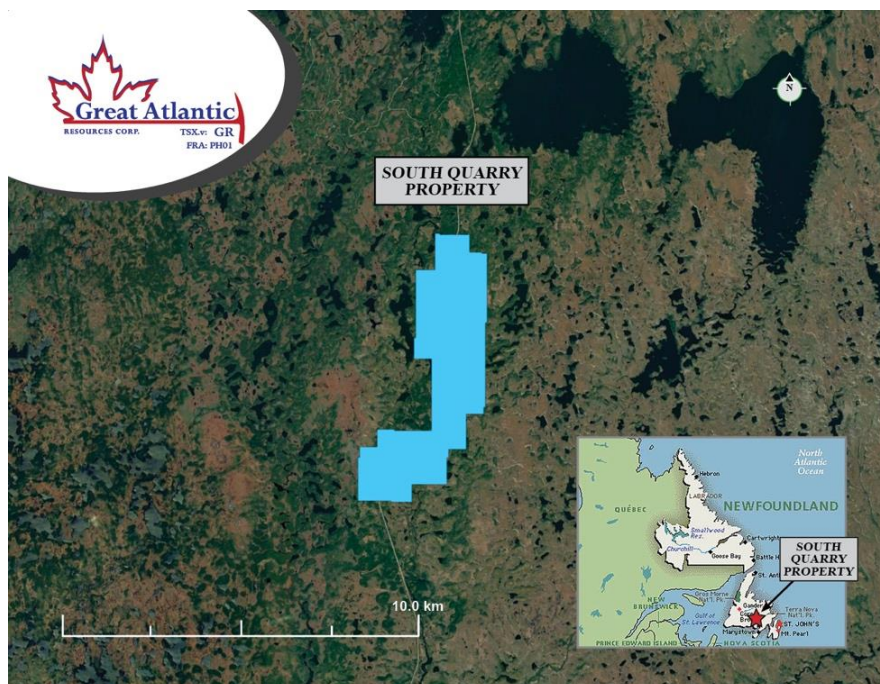 Great Atlantic
RESOURCES CORP.
TSX.v: GR
FRA: PH01
N
SOUTH QUARRY
PROPERTY
10.0 km
North
Atlantic
Ocean
Hebron
LABRADOR
QUÉBEC
NEWFOUNDLAND
Smallwood
Res.
Churchill
Goose Bay
Cartwright
Battle H
St. Ant
SOUTH QUARRY
PROPERTY
Gros Morne
Nat'l. Pk.
Gander
Terra Nova
Nat'l. Pk.
NEW
BRUNSWICK
Gulf of
St. Lawrence
Marystown
ST. JOHN'S
Mt. Pearl
PRINCE EDWARD ISLAND
NOVA SCOTIA